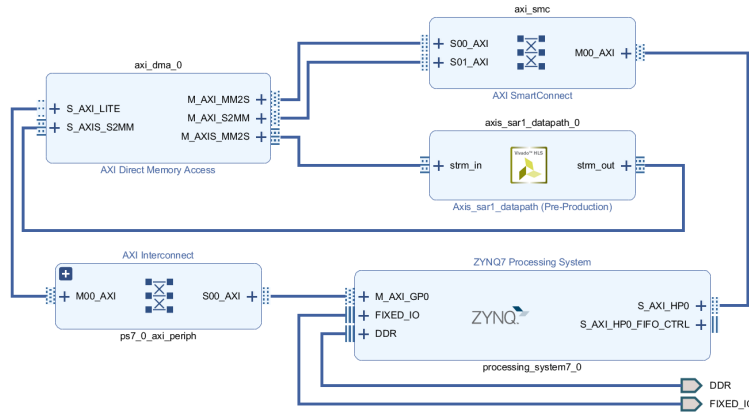 axi_smc
S00_AXI
S01_AXI
M00_AXI
AXI SmartConnect
axi_dma_0
S_AXI_LITE
S_AXIS_S2MM
M_AXI_MM2S
M_AXI_S2MM
M_AXIS_MM2S
AXI Direct Memory Access
axis_sar1_datapath_0
strm_in
Vivado™ HLS
strm_out
Axis_sar1_datapath (Pre-Production)
AXI Interconnect
M00_AXI
S00_AXI
ps7_0_axi_periph
ZYNQ7 Processing System
M_AXI_GP0
FIXED_IO
DDR
ZYNQ.
S_AXI_HP0
S_AXI_HP0_FIFO_CTRL
processing_system7_0
DDR